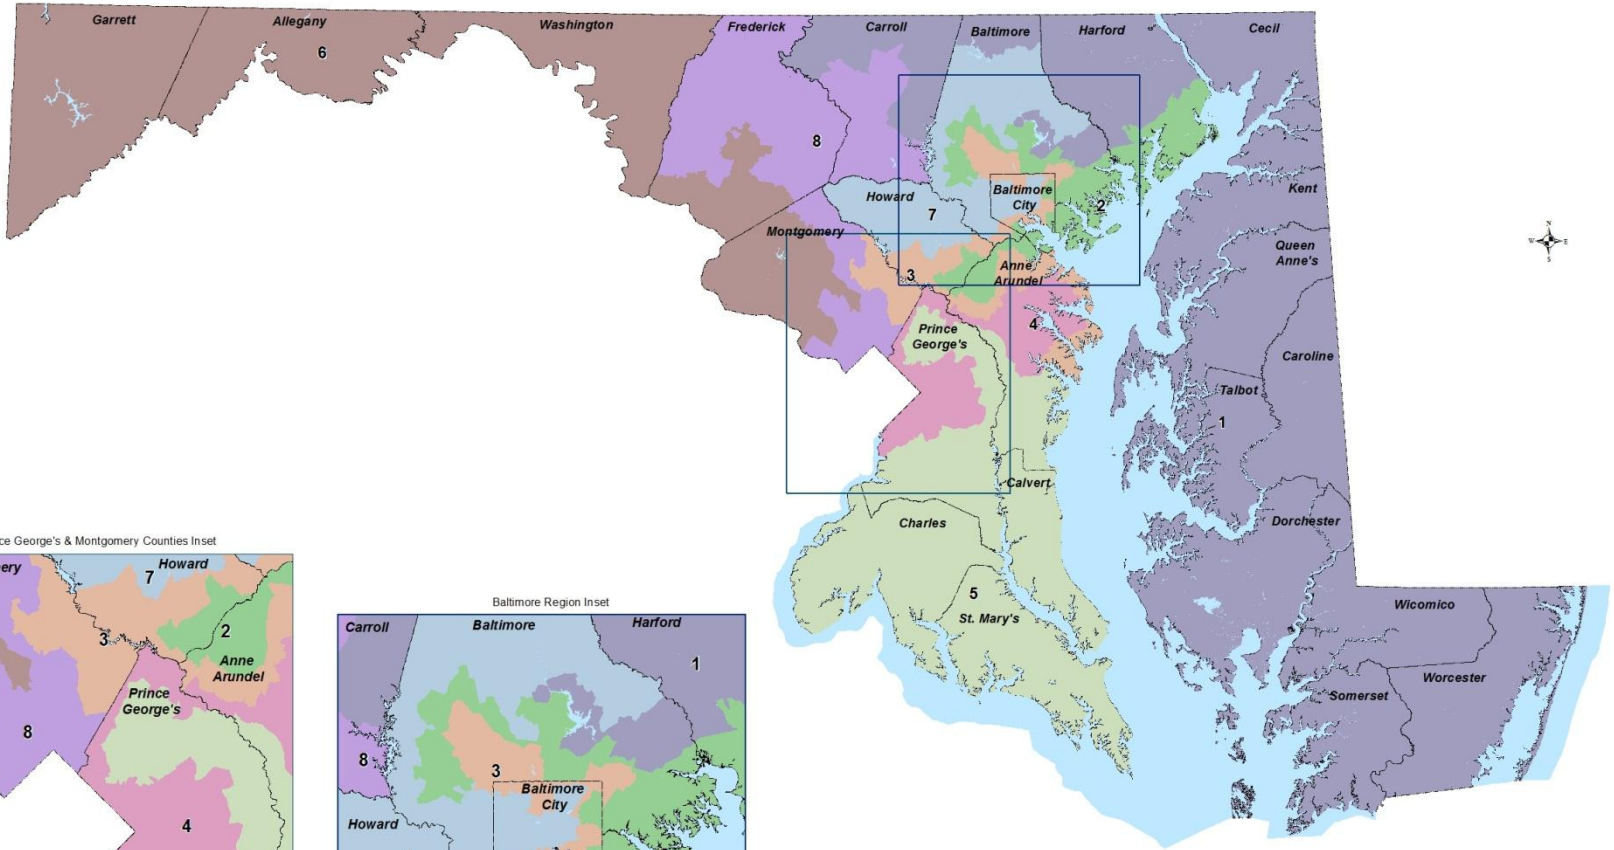 Garrett
Allegany
6
Washington
Frederick
Carroll
Baltimore
Harford
Cecil
8
Howard
7
Baltimore
City
2
Kent
Montgomery
Queen
Anne's
3
Anne
Arundel
4
Prince
George's
Caroline
Talbot
1
Calvert
Charles
Dorchester
5
St. Mary's
Wicomico
Worcester
Somerset
N
W
E
S
ce George's & Montgomery Counties Inset
ery
7
Howard
3
2
Anne
Arundel
Prince
George's
8
4
Baltimore Region Inset
Carroll
Baltimore
Harford
1
8
3
Baltimore
City
Howard